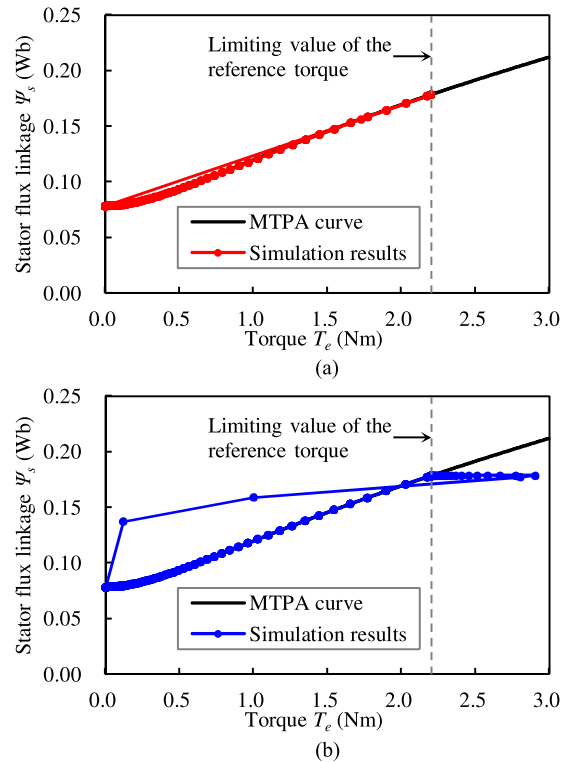 0.25
0.20
0.15
0.10
0.05
0.00
Stator flux linkage Ψs (Wb)
Limiting value of the
reference torque
MTPA curve
Simulation results
0.0 0.5 1.0 1.5 2.0 2.5 3.0
Torque Te (Nm)
(a)
0.25
0.20
0.15
0.10
0.05
0.00
Stator flux linkage Ψs (Wb)
Limiting value of the
reference torque
MTPA curve
Simulation results
0.0 0.5 1.0 1.5 2.0 2.5 3.0
Torque Te (Nm)
(b)